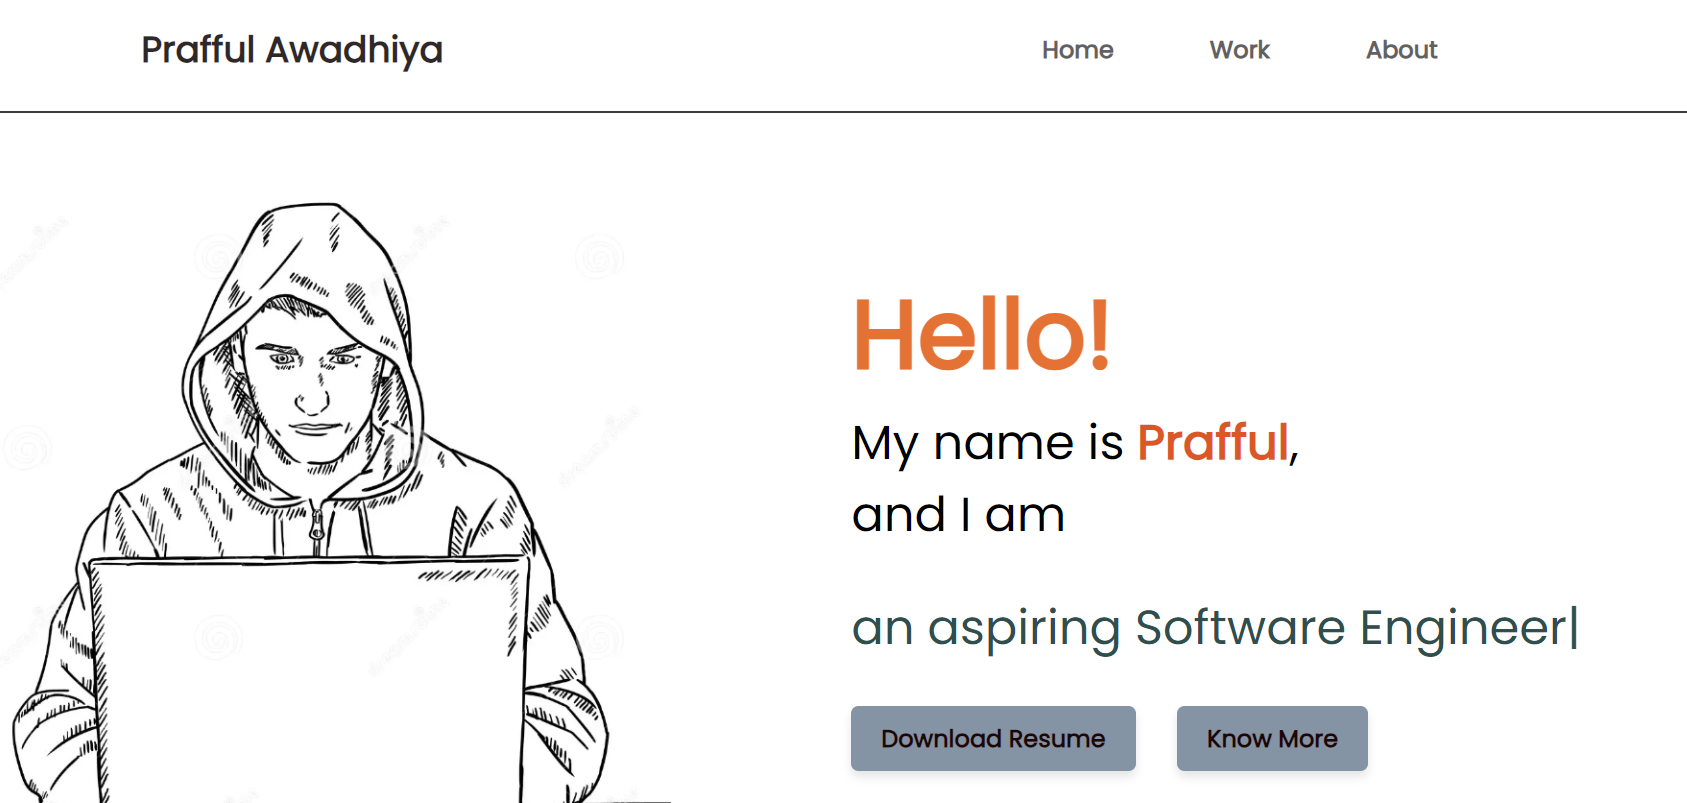 Prafful Awadhiya
Home
Work
About
Hello!
My name is Prafful,
and I am
an aspiring Software Engineer|
Download Resume
Know More